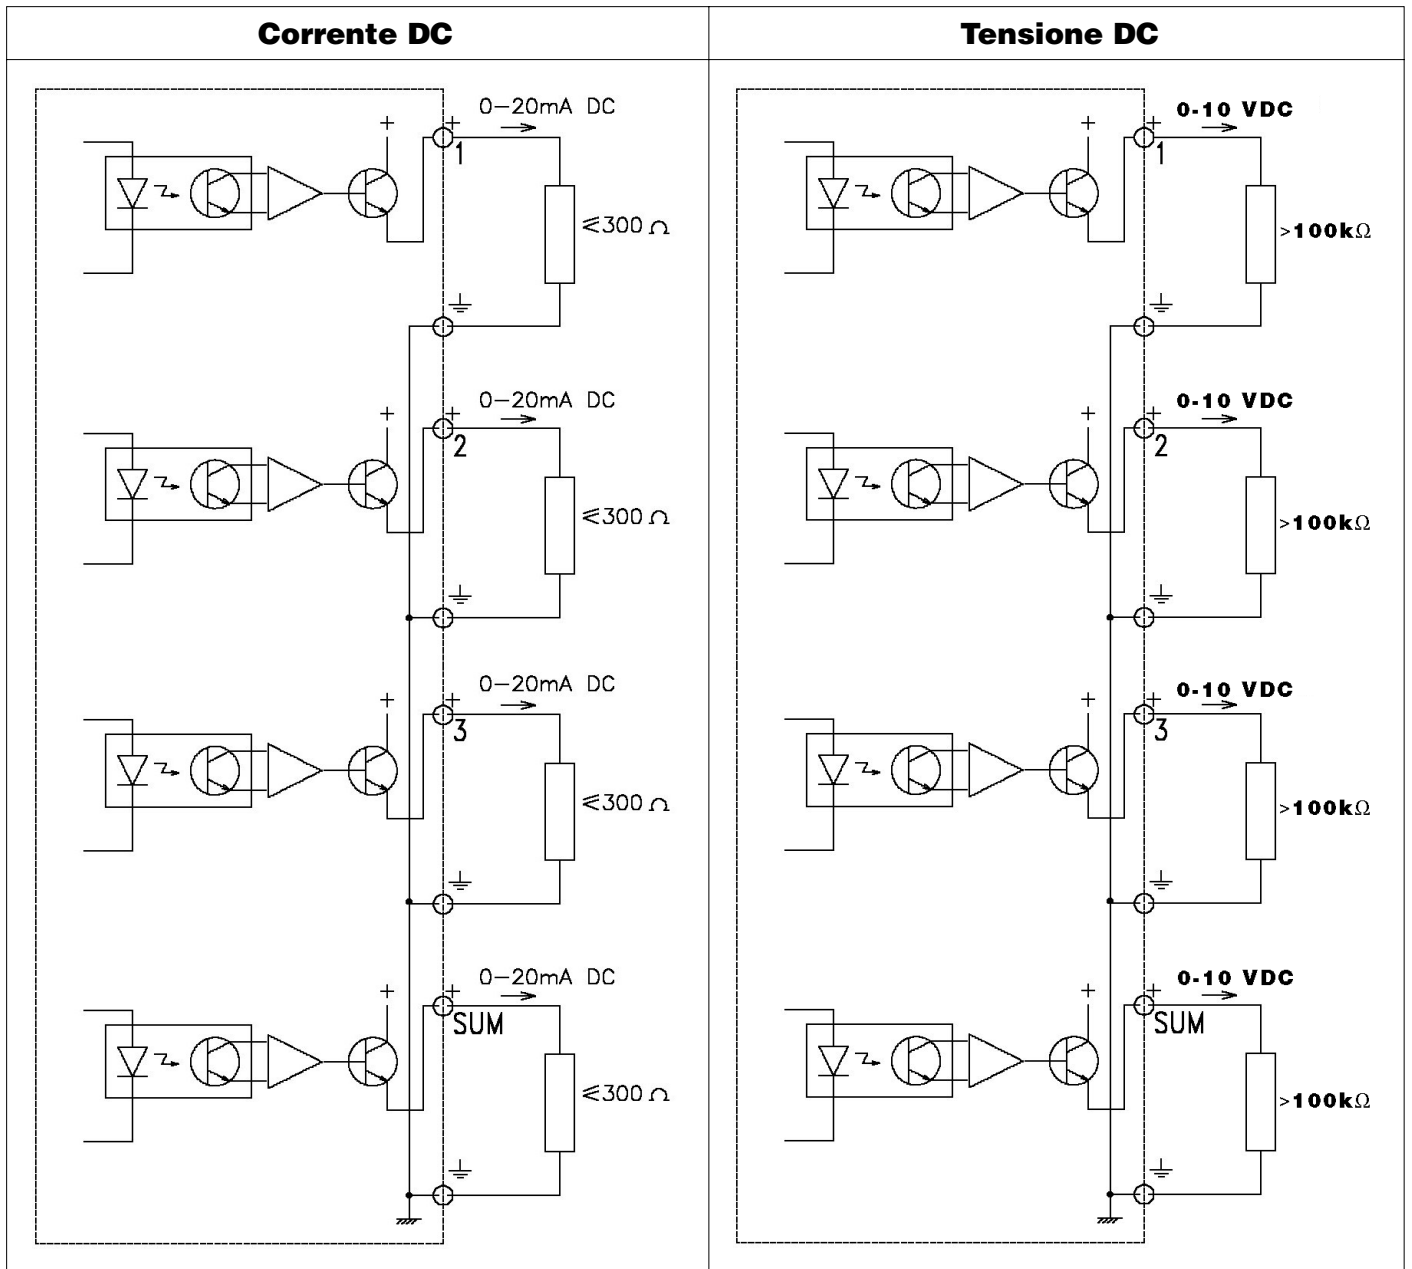 Corrente DC
Tensione DC
0–20mA DC
+
+
1
≤300 Ω
0–20mA DC
+
+
2
≤300 Ω
0–20mA DC
+
+
3
≤300 Ω
0–20mA DC
+
+
SUM
≤300 Ω
0-10 VDC
+
+
1
>100kΩ
0-10 VDC
+
+
2
>100kΩ
0-10 VDC
+
+
3
>100kΩ
0-10 VDC
+
+
SUM
>100kΩ